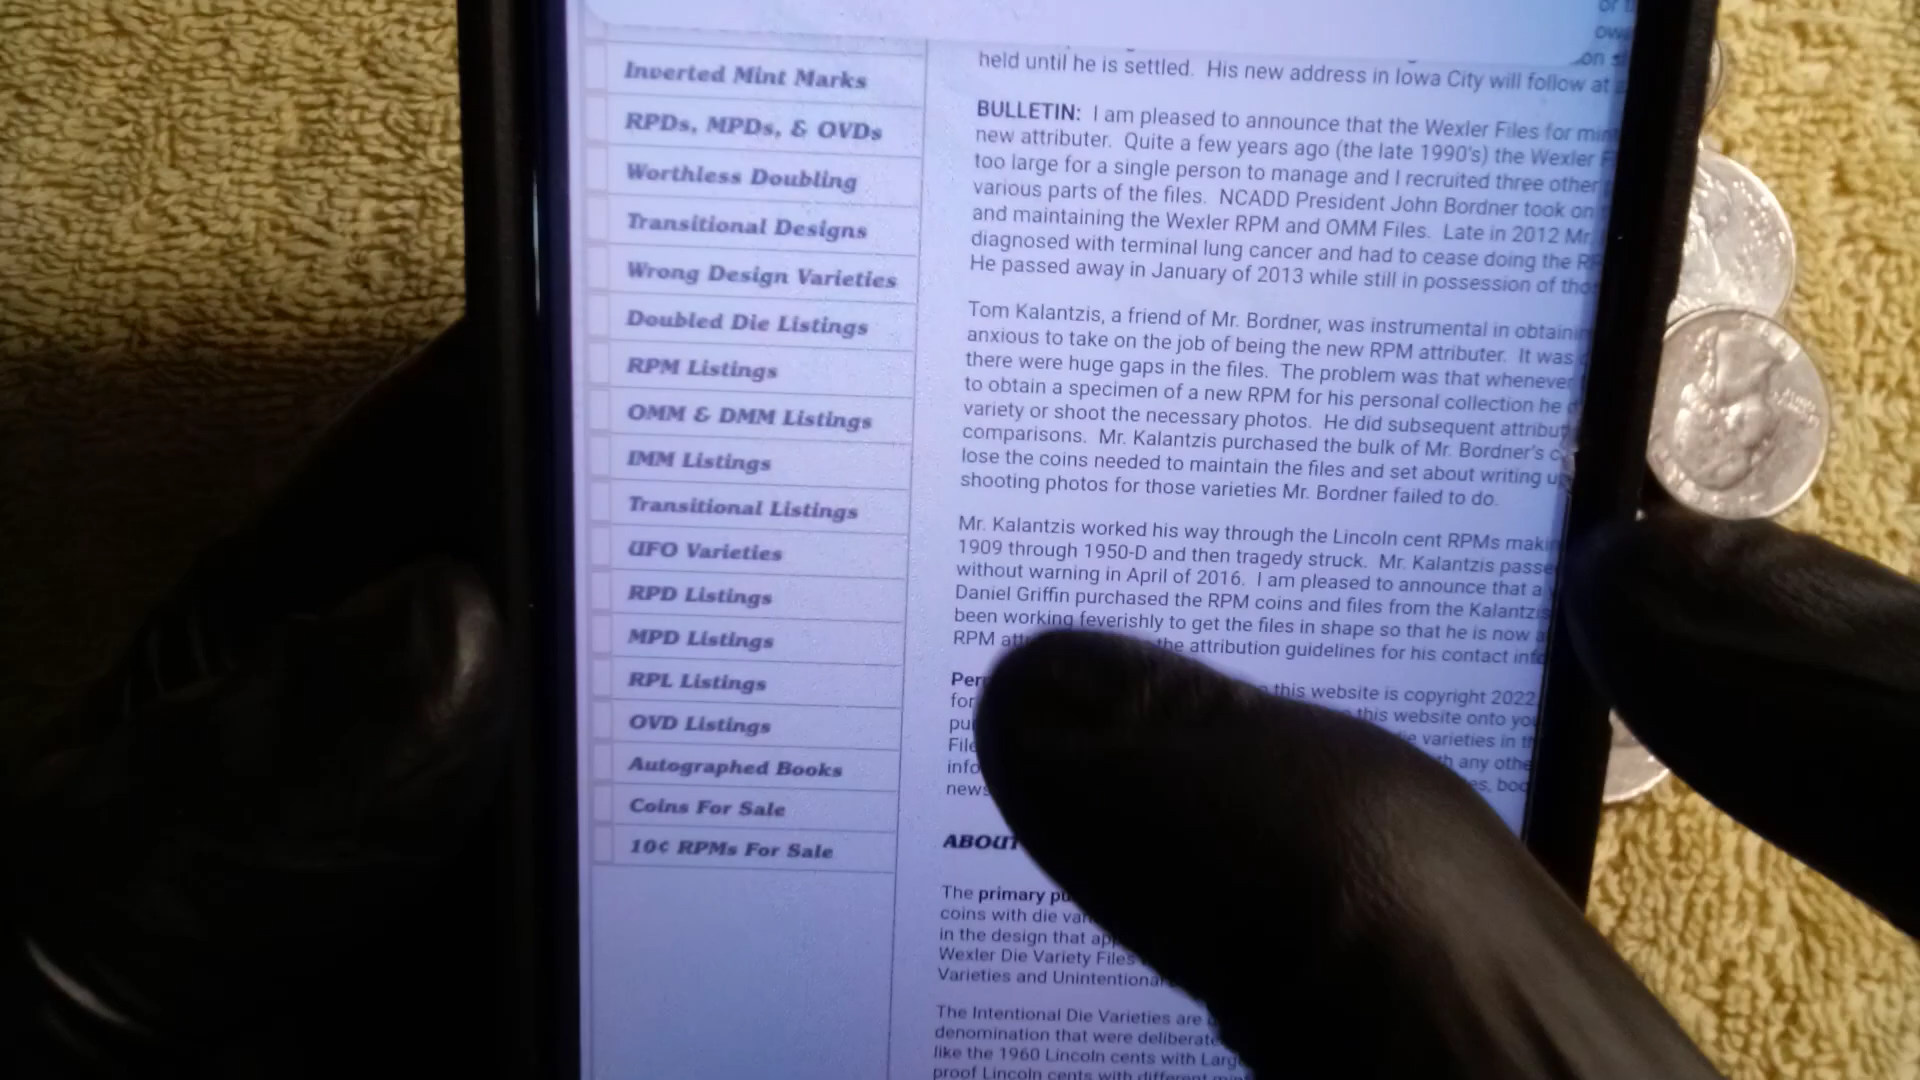 Inverted Mint Marks
RPDs, MPDs, & OVDs
Worthless Doubling
Transitional Designs
Wrong Design Varieties
Doubled Die Listings
RPM Listings
OMM & DMM Listings
IMM Listings
Transitional Listings
UFO Varieties
RPD Listings
MPD Listings
RPL Listings
OVD Listings
Autographed Books
Coins For Sale
10¢ RPMs For Sale
held until he is settled. His new address in Iowa City will follow at
BULLETIN: I am pleased to announce that the Wexler Files for
new attributer. Quite a few years ago (the late 1990's) the Wexler
too large for a single person to manage and I recruited three other
various parts of the files. NCADD President John Bordner took on
and maintaining the Wexler RPM and OMM Files. Late in 2012 Mr.
diagnosed with terminal lung cancer and had to cease doing the
He passed away in January of 2013 while still in possession of
Tom Kalantzis, a friend of Mr. Bordner, was instrumental in
anxious to take on the job of being the new RPM attributer. It was
there were huge gaps in the files. The problem was that whenever
to obtain a specimen of a new RPM for his personal collection he
variety or shoot the necessary photos. He did subsequent
comparisons. Mr. Kalantzis purchased the bulk of Mr. Bordner's
lose the coins needed to maintain the files and set about writing
shooting photos for those varieties Mr. Bordner failed to do.
Mr. Kalantzis worked his way through the Lincoln cent RPMs
1909 through 1950-D and then tragedy struck. Mr. Kalantzis
without warning in April of 2016. I am pleased to announce that a
Daniel Griffin purchased the RPM coins and files from the Kalantzis
been working feverishly to get the files in shape so that he is now
RPM the attribution guidelines for his contact
this website is copyright 2022
for this website onto
varieties in
any
ABOUT
The primary
coins with die
in the design that
Wexler Die Variety Files
Varieties and
The Intentional Die Varieties are
denomination that were
like the 1960 Lincoln cents with
proof Lincoln cents with different